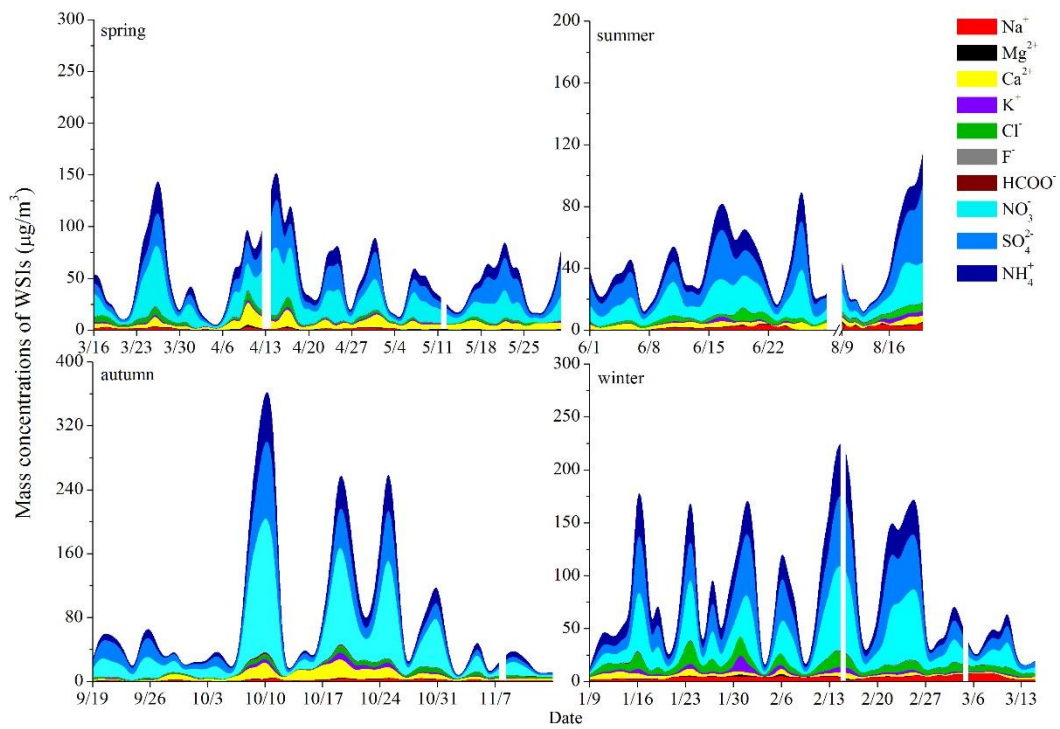 spring
300
250
200
150
100
50
0
3/16 3/23 3/30 4/6 4/13 4/20 4/27 5/4 5/11 5/18 5/25
summer
200
160
120
80
40
0
6/1 6/8 6/15 6/22 8/9 8/16
Na⁺
Mg²⁺
Ca²⁺
K⁺
Cl⁻
F⁻
HCOO⁻
NO₃⁻
SO₄²⁻
NH₄⁺
Mass concentrations of WSIs (μg/m³)
autumn
400
320
240
160
80
0
9/19 9/26 10/3 10/10 10/17 10/24 10/31 11/7
winter
300
250
200
150
100
50
0
1/9 1/16 1/23 1/30 2/6 2/13 2/20 2/27 3/6 3/13
Date